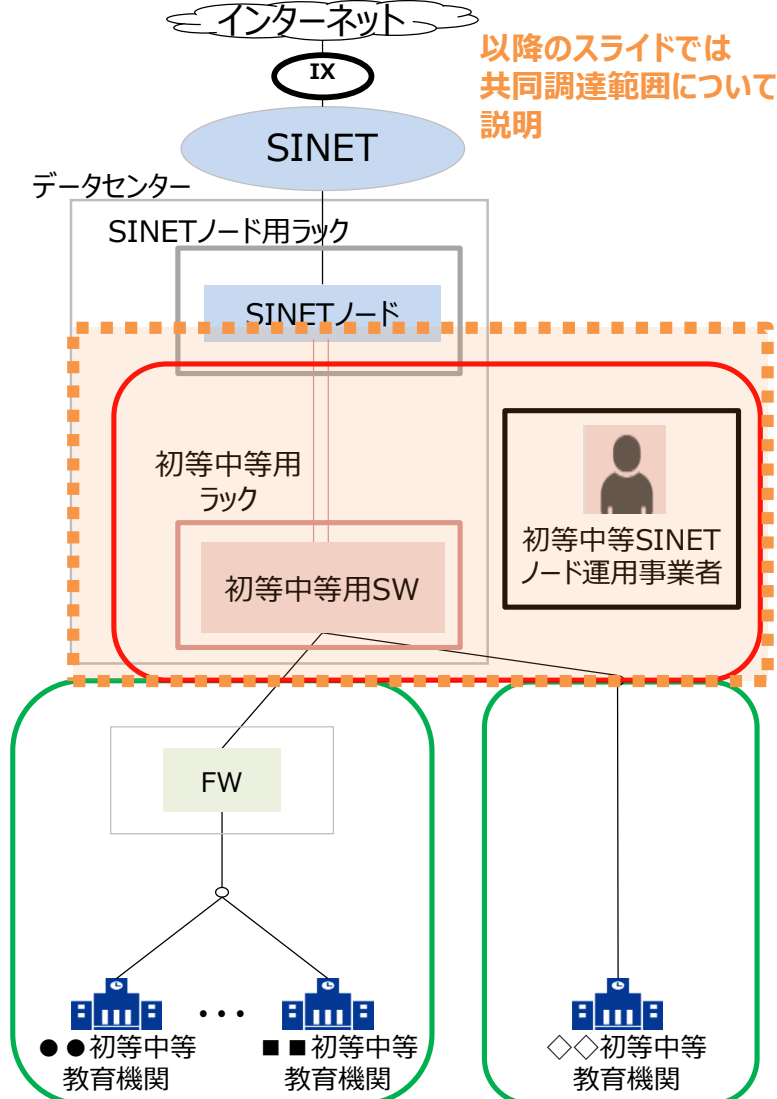 インターネット
IX
以降のスライドでは
共同調達範囲について
説明
SINET
データセンター
SINETノード用ラック
SINETノード
初等中等用
ラック
初等中等用SW
初等中等SINET
ノード運用事業者
FW
･･･
●●初等中等
教育機関
■■初等中等
教育機関
◇◇初等中等
教育機関